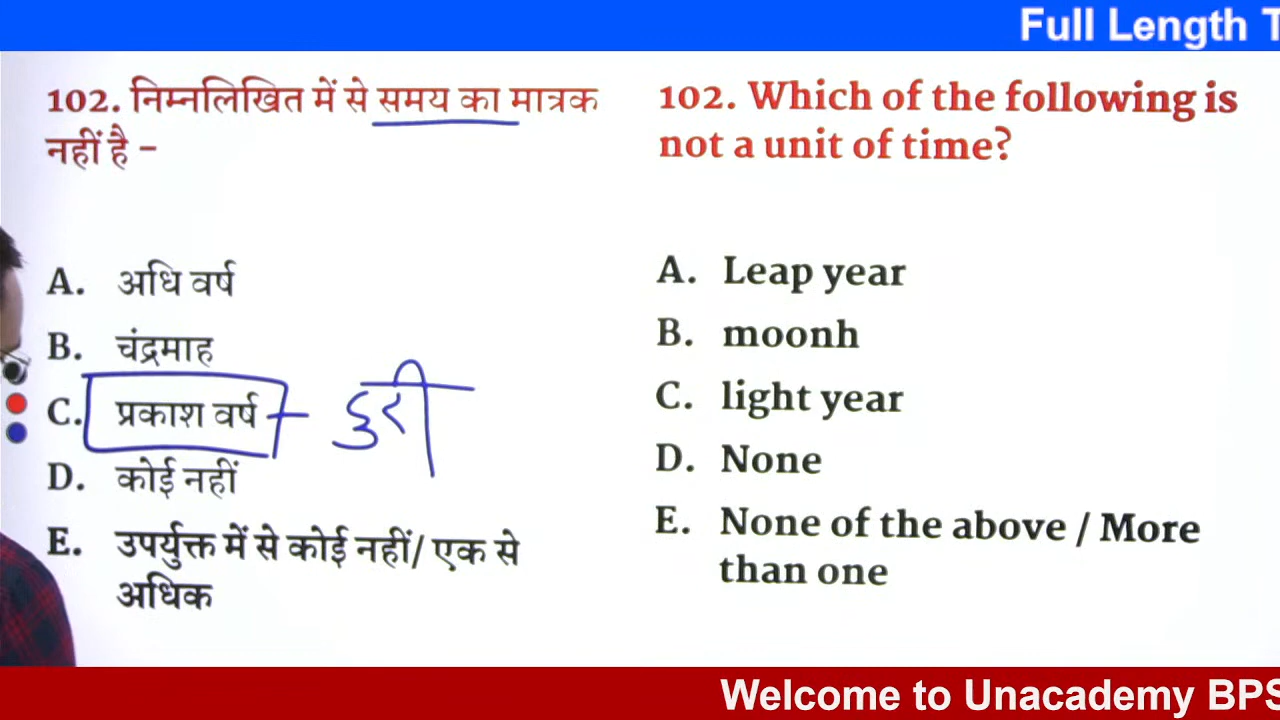 Full Length T
102. निम्नलिखित में से समय का मात्रक
नहीं है –
A. अधि वर्ष
B. चंद्रमाह
C. प्रकाश वर्ष – दुरी
D. कोई नहीं
E. उपर्युक्त में से कोई नहीं/ एक से
अधिक
102. Which of the following is
not a unit of time?
A. Leap year
B. moonh
C. light year
D. None
E. None of the above / More
than one
Welcome to Unacademy BPS